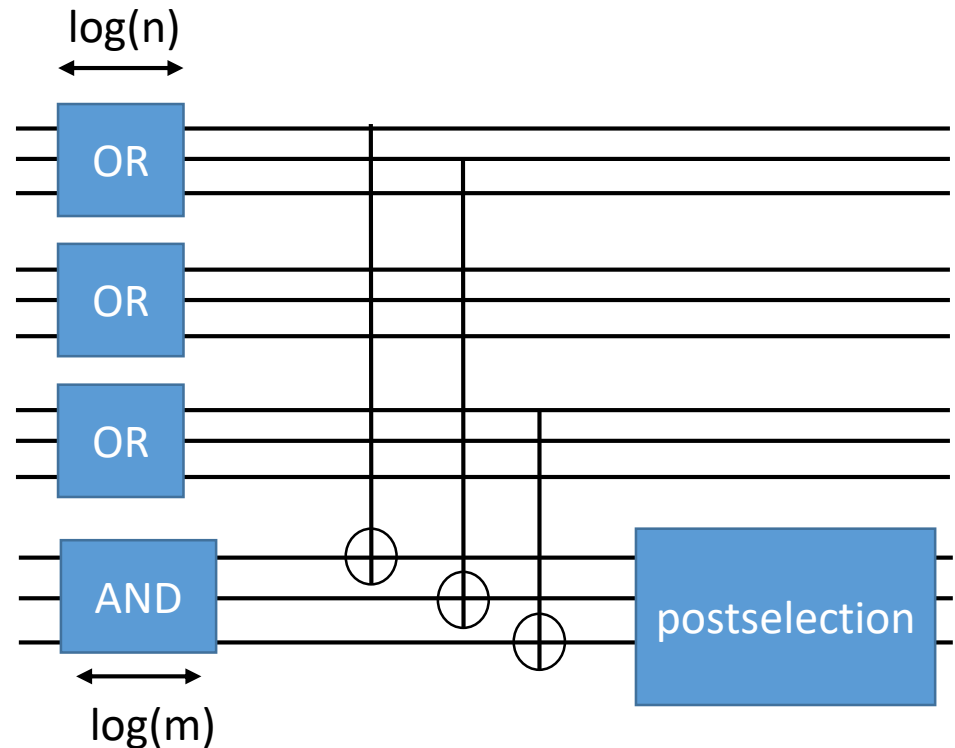 log(n)
OR
OR
OR
AND
postselection
log(m)